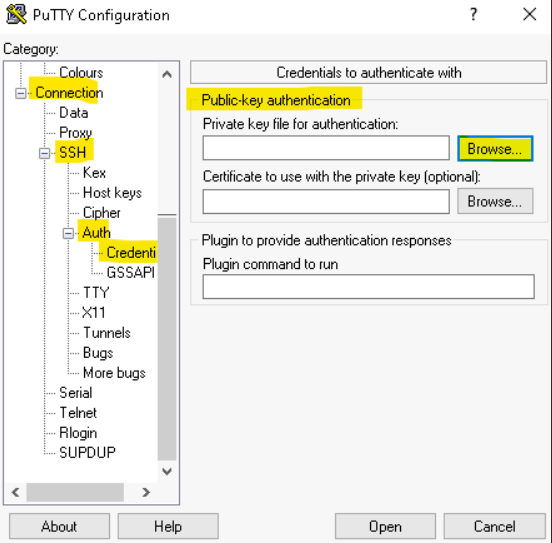 PuTTY Configuration
?
Category:
Colours
Connection
Data
Proxy
SSH
Kex
Host keys
Cipher
Auth
Credenti
GSSAPI
TTY
X11
Tunnels
Bugs
More bugs
Serial
Telnet
Rlogin
SUPDUP
Credentials to authenticate with
Public-key authentication
Private key file for authentication:
Browse...
Certificate to use with the private key (optional):
Browse...
Plugin to provide authentication responses
Plugin command to run
About Help Open Cancel